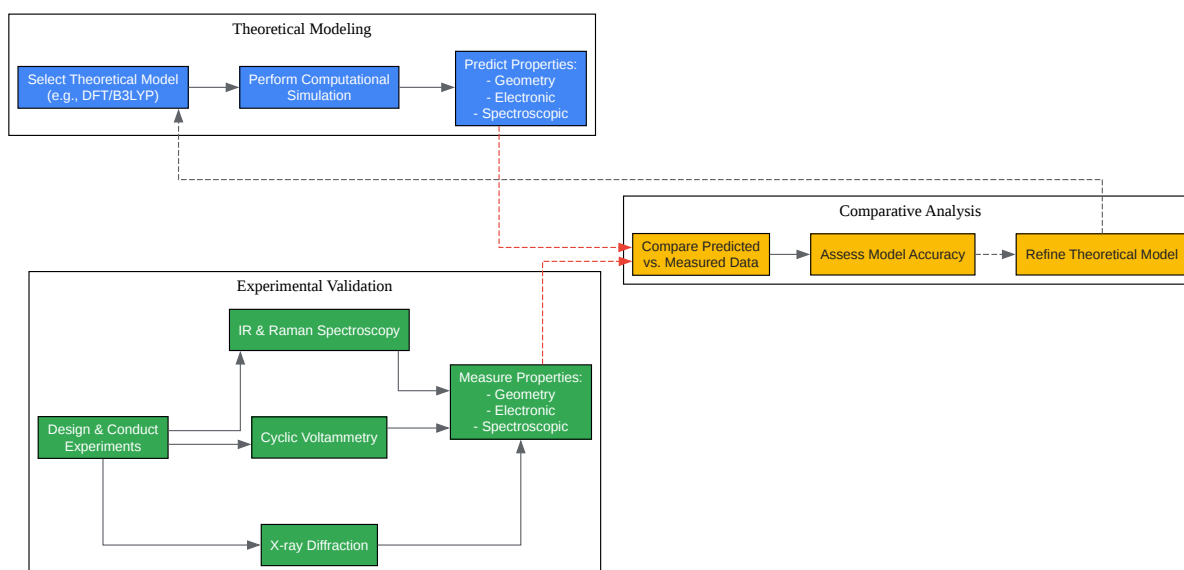 Theoretical Modeling
Select Theoretical Model
(e.g., DFT/B3LYP)
Perform Computational
Simulation
Predict Properties:
- Geometry
- Electronic
- Spectroscopic
Comparative Analysis
Compare Predicted
vs. Measured Data
Assess Model Accuracy
Refine Theoretical Model
Experimental Validation
IR & Raman Spectroscopy
Measure Properties:
- Geometry
- Electronic
- Spectroscopic
Design & Conduct
Experiments
Cyclic Voltammetry
X-ray Diffraction